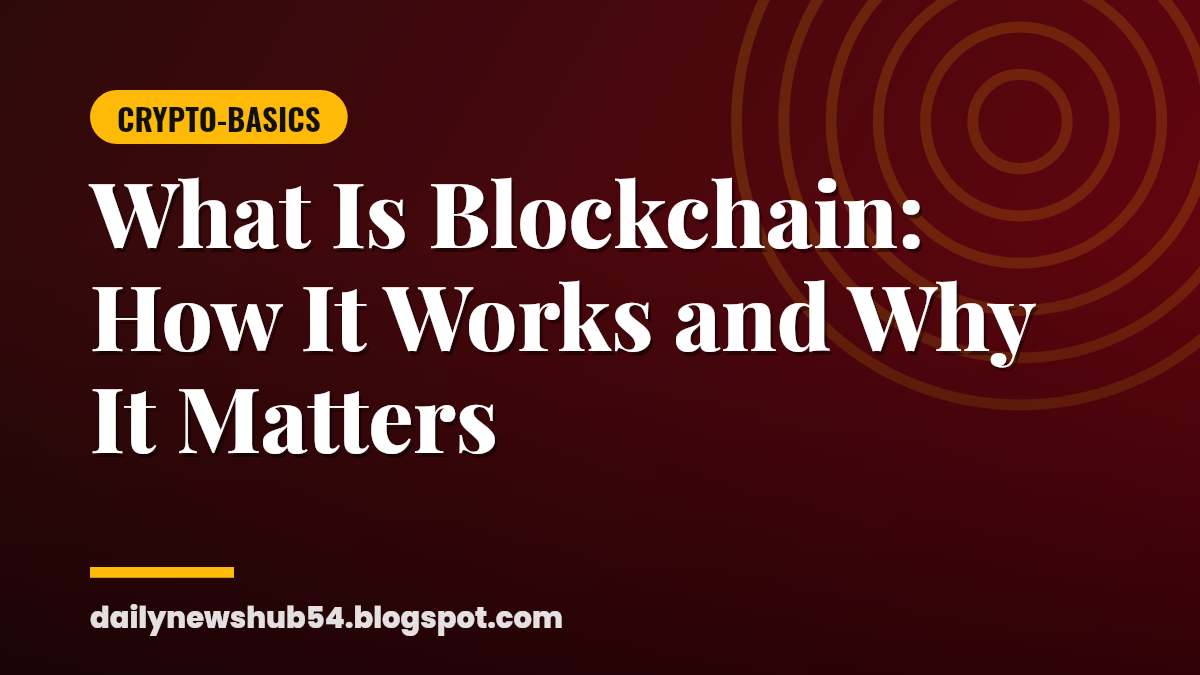 CRYPTO-BASICS
What Is Blockchain:
How It Works and Why
It Matters
dailynewshub54.blogspot.com